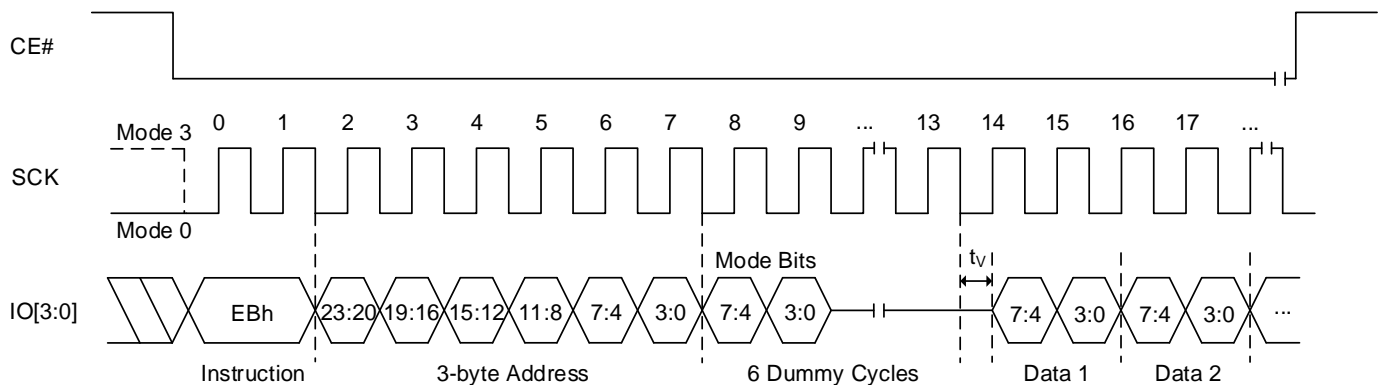 CE#
0 1 2 3 4 5 6 7 8 9 ... 13 14 15 16 17 ...
Mode 3
SCK
Mode 0
Mode Bits tV
IO[3:0] EBh 23:20 19:16 15:12 11:8 7:4 3:0 7:4 3:0 7:4 3:0 7:4 3:0 ...
Instruction 3-byte Address 6 Dummy Cycles Data 1 Data 2